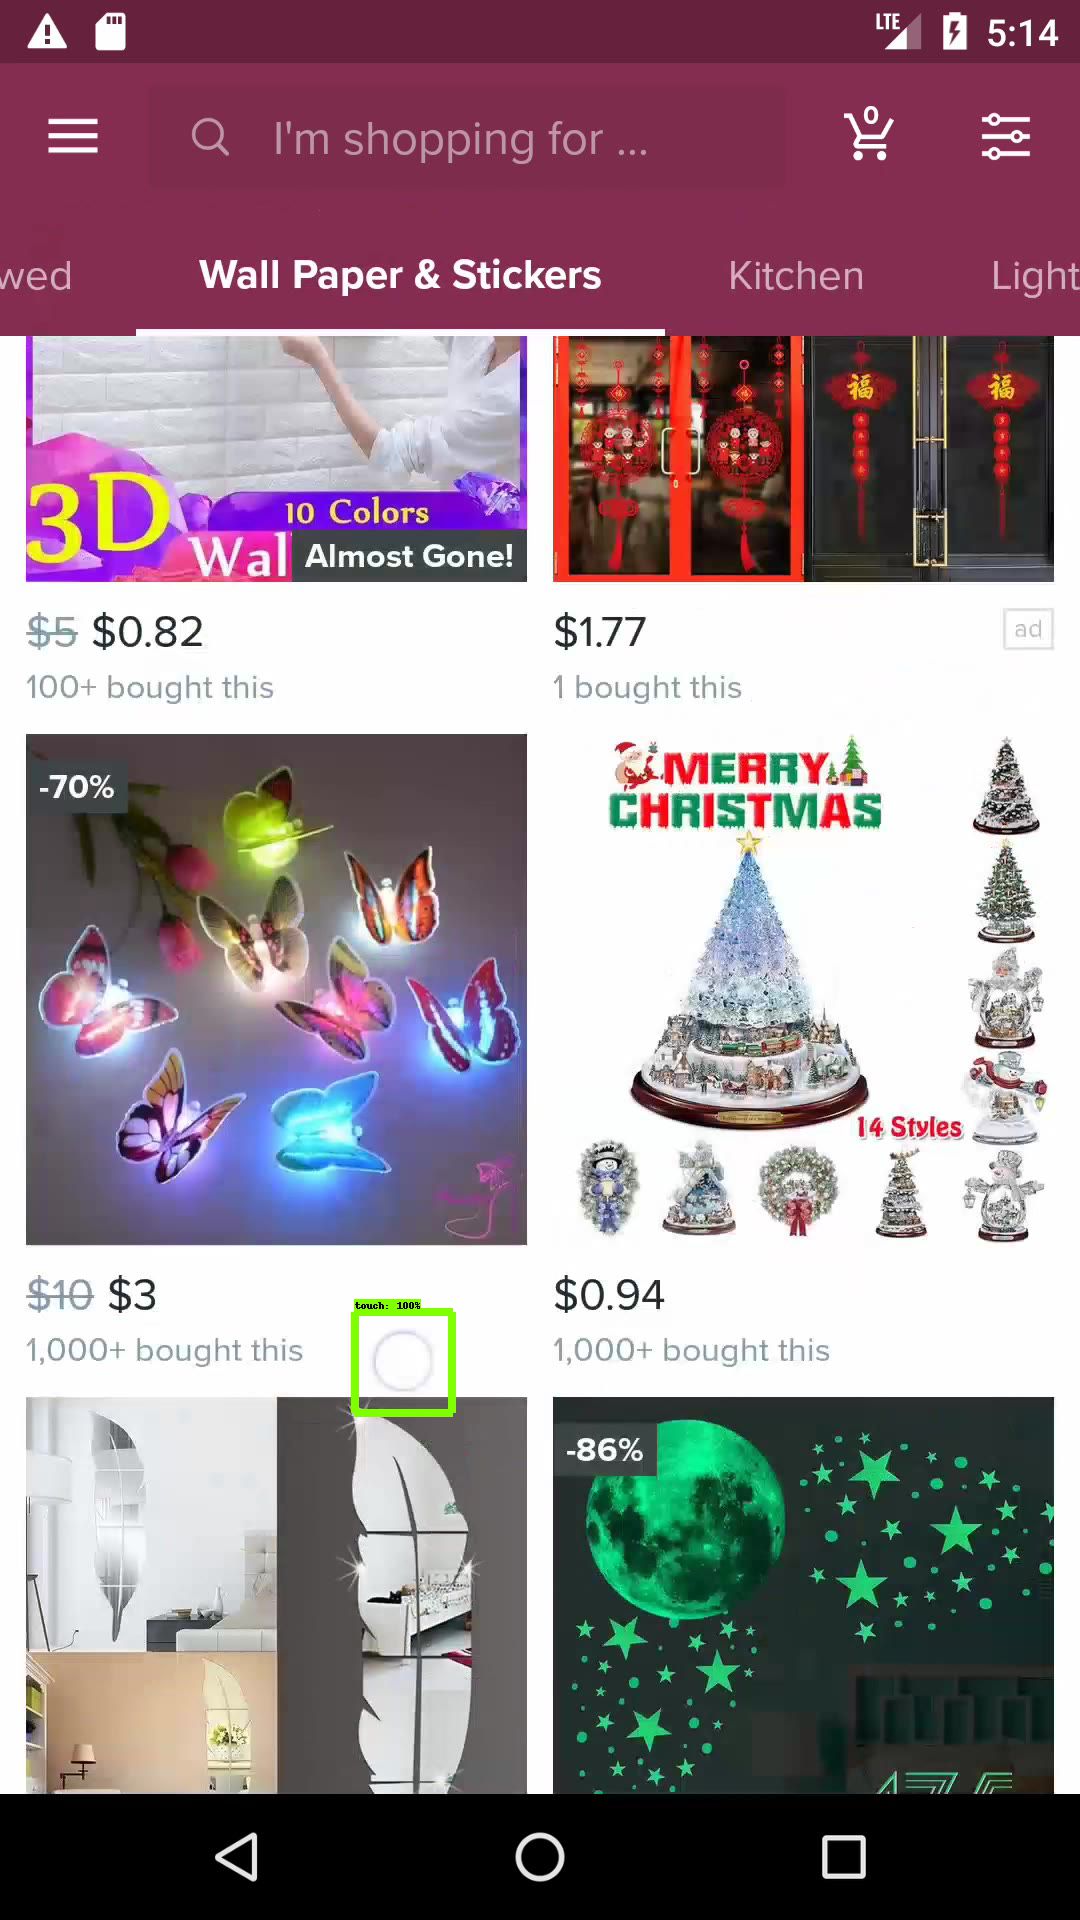 LTE 5:14
0
I'm shopping for ...
wed Wall Paper & Stickers Kitchen Light
福 福
3D
10 Colors
Wal
Almost Gone!
$5 $0.82
100+ bought this
$1.77
ad
1 bought this
-70%
MERRY
CHRISTMAS
14 Styles
$10 $3
1,000+ bought this
touch: 100%
$0.94
1,000+ bought this
-86%